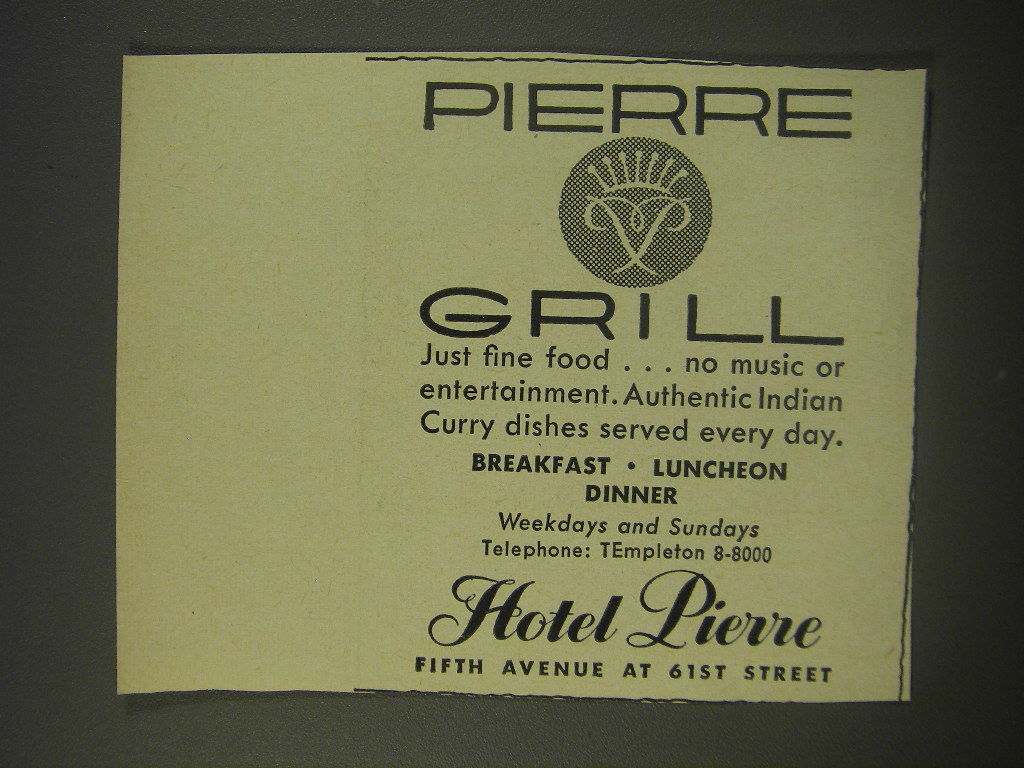 PIERRE
GRILL
Just fine food . . . no music or
entertainment. Authentic Indian
Curry dishes served every day.
BREAKFAST • LUNCHEON
DINNER
Weekdays and Sundays
Telephone: TEmpleton 8-8000
Hotel Pierre
FIFTH AVENUE AT 61ST STREET